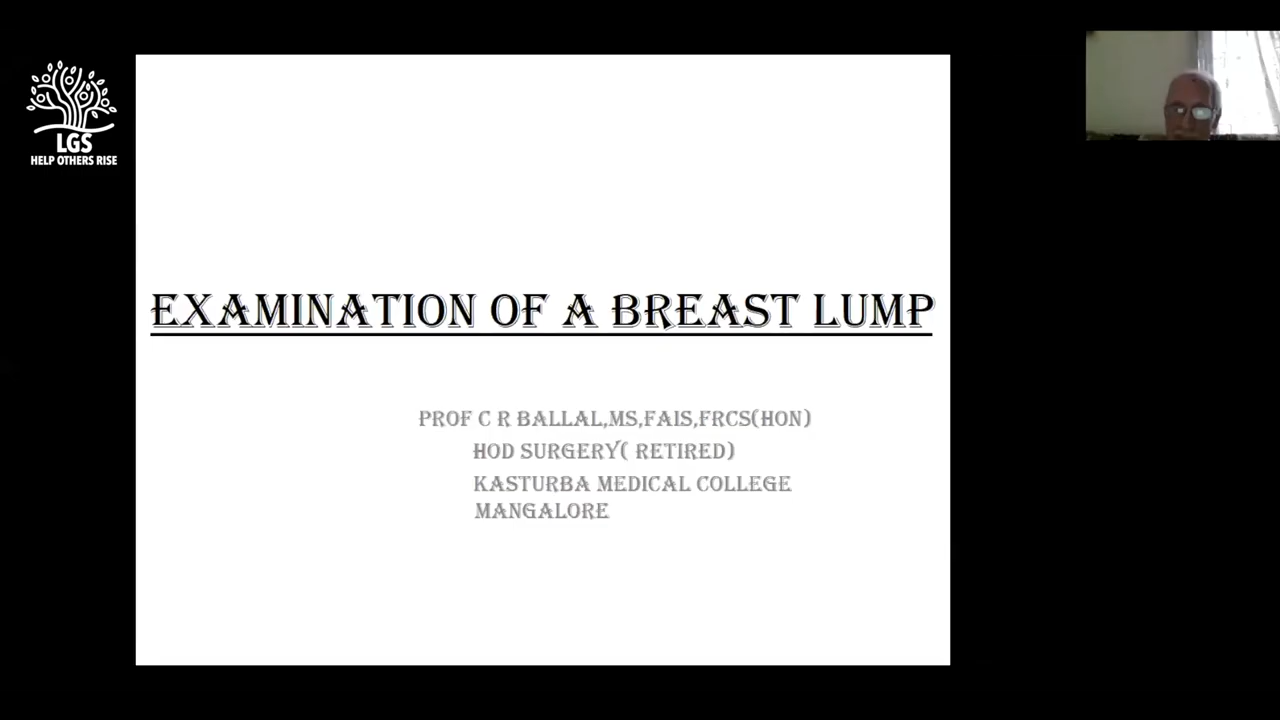 LGS
HELP OTHERS RISE
EXAMINATION OF A BREAST LUMP
PROF C R BALLAL,MS,FAIS,FRCS(HON)
HOD SURGERY( RETIRED)
KASTURBA MEDICAL COLLEGE
MANGALORE